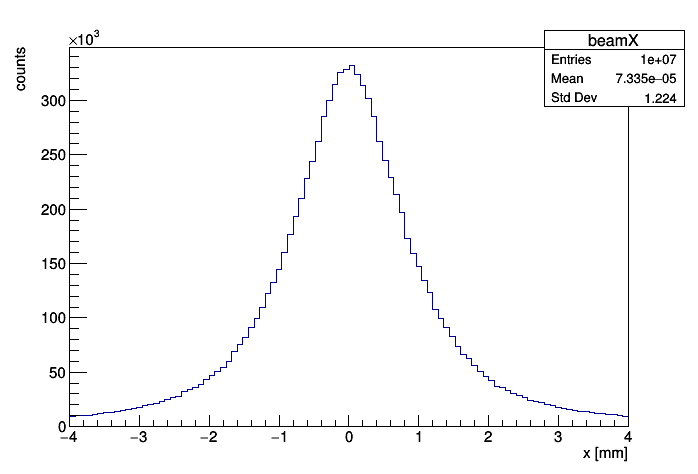 ×10³
beamX
Entries 1e+07
Mean 7.335e−05
Std Dev 1.224
counts
300
250
200
150
100
50
0
−4 −3 −2 −1 0 1 2 3 4
x [mm]